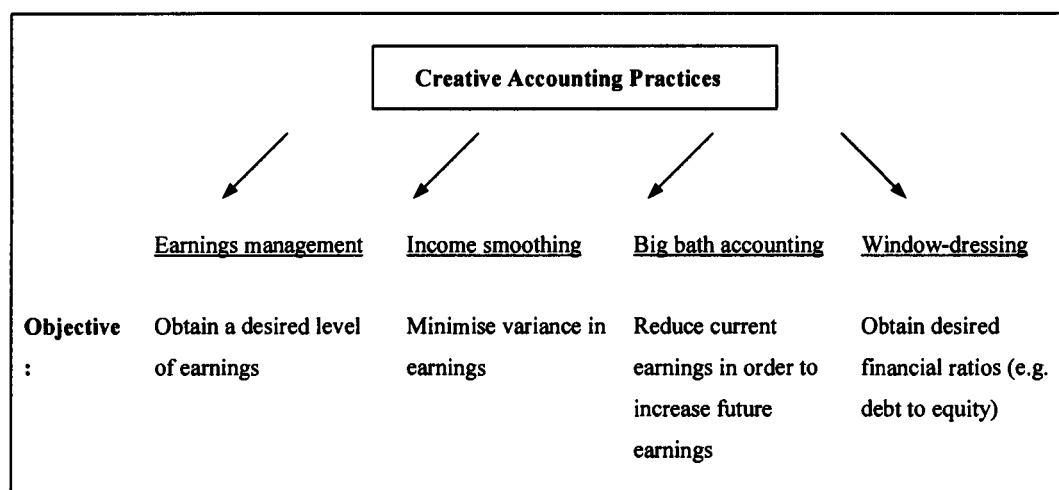 Creative Accounting Practices
Earnings management Income smoothing Big bath accounting Window-dressing
Objective Obtain a desired level Minimise variance in Reduce current Obtain desired
: of earnings earnings earnings in order to financial ratios (e.g.
increase future debt to equity)
earnings